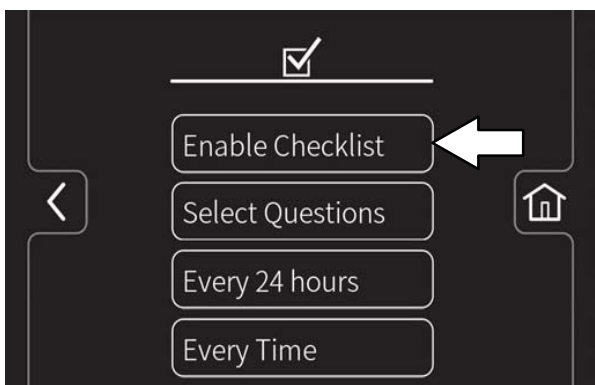 Enable Checklist
Select Questions
Every 24 hours
Every Time